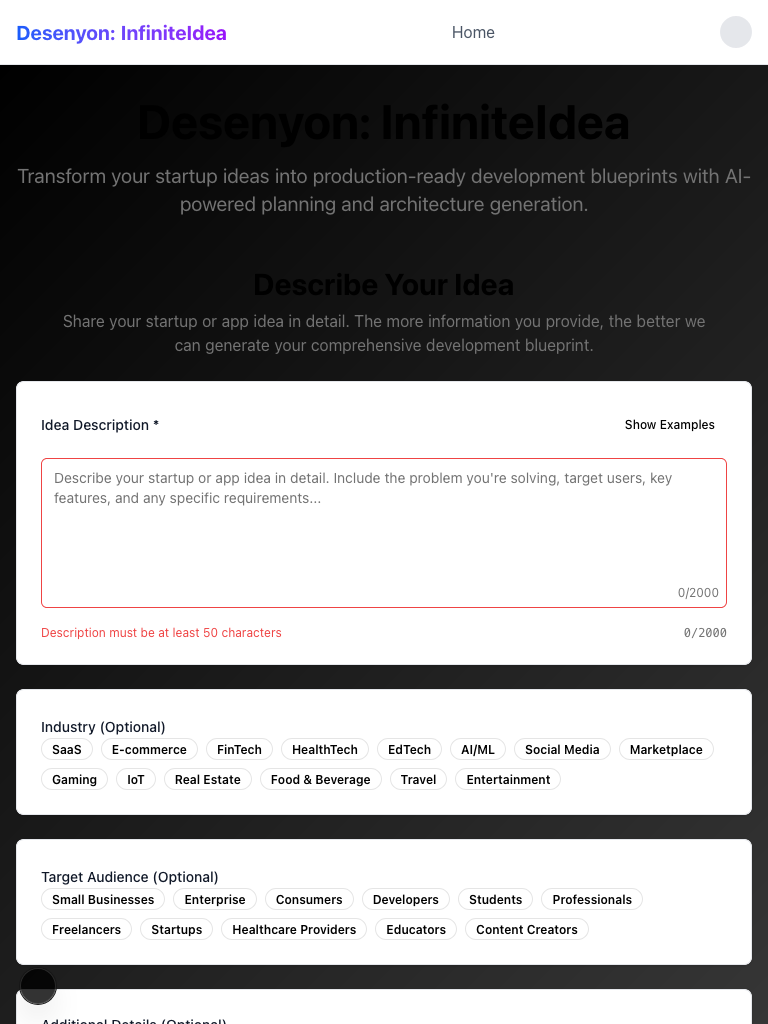 Desenyon: InfiniteIdea
Home
Desenyon: InfiniteIdea
Transform your startup ideas into production-ready development blueprints with AI-
powered planning and architecture generation.
Describe Your Idea
Share your startup or app idea in detail. The more information you provide, the better we
can generate your comprehensive development blueprint.
Idea Description *
Show Examples
Describe your startup or app idea in detail. Include the problem you're solving, target users, key
features, and any specific requirements...
0/2000
Description must be at least 50 characters
0/2000
Industry (Optional)
SaaS E-commerce FinTech HealthTech EdTech AI/ML Social Media Marketplace
Gaming IoT Real Estate Food & Beverage Travel Entertainment
Target Audience (Optional)
Small Businesses Enterprise Consumers Developers Students Professionals
Freelancers Startups Healthcare Providers Educators Content Creators
Additional Details (Optional)